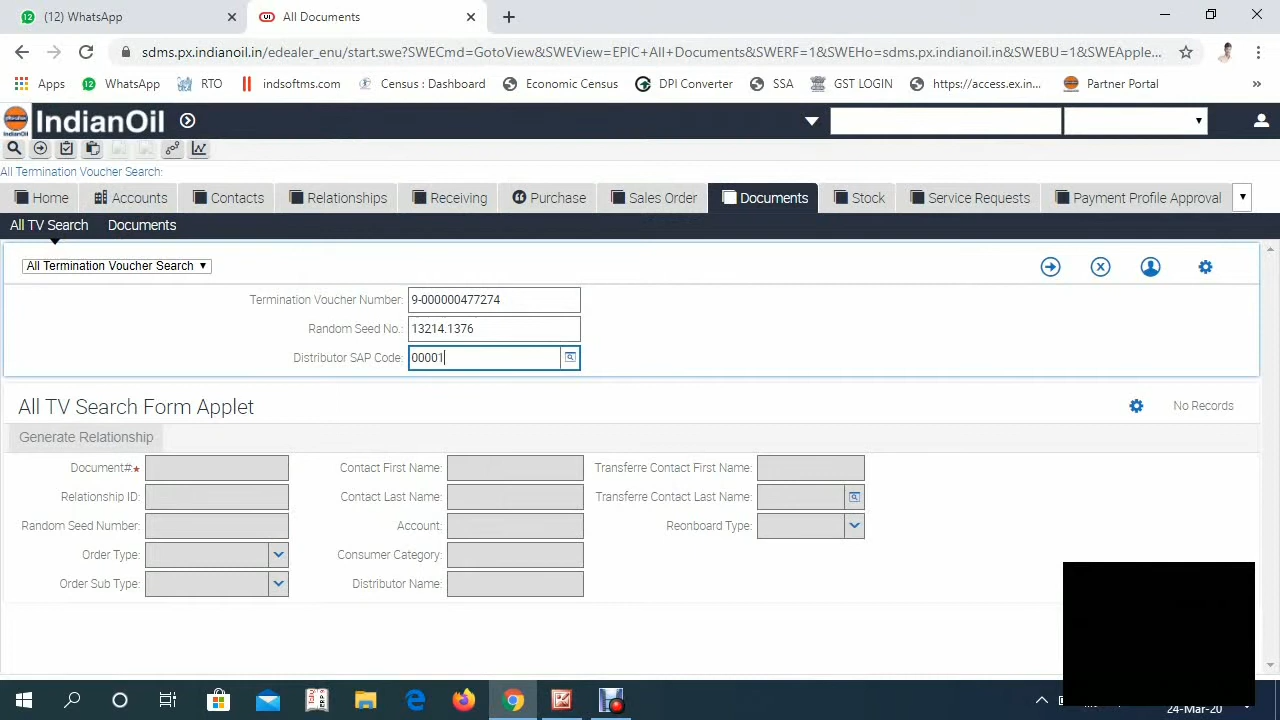 (12) WhatsApp
All Documents
sdms.px.indianoil.in/edealer_enu/start.swe?SWECmd=GotoView&SWEView=EPIC+All+Documents&SWERF=1&SWEHo=sdms.px.indianoil.in&SWEBU=1&SWEApple...
Apps WhatsApp RTO indsoftms.com Census : Dashboard Economic Census DPI Converter SSA GST LOGIN https://access.ex.in... Partner Portal »
IndianOil
All Termination Voucher Search:
Home Accounts Contacts Relationships Receiving Purchase Sales Order Documents Stock Service Requests Payment Profile Approval
All TV Search Documents
All Termination Voucher Search
Termination Voucher Number: 9-000000477274
Random Seed No.: 13214.1376
Distributor SAP Code: 00001
All TV Search Form Applet No Records
Generate Relationship
Document#:* Contact First Name: Transferre Contact First Name:
Relationship ID: Contact Last Name: Transferre Contact Last Name:
Random Seed Number: Account: Reonboard Type:
Order Type: Consumer Category:
Order Sub Type: Distributor Name:
24-Mar-20